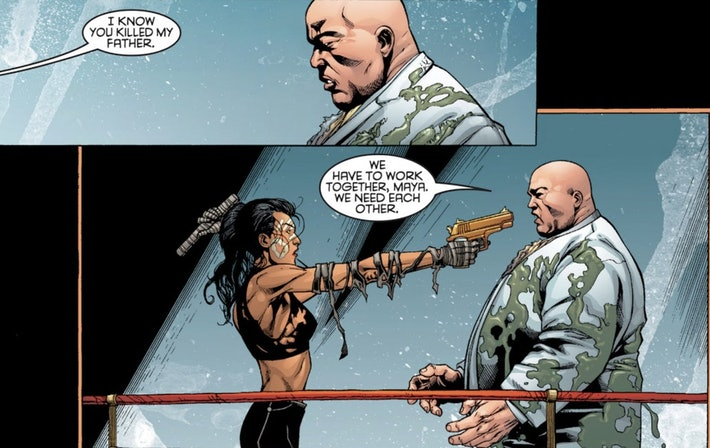 I KNOW
YOU KILLED MY
FATHER.
WE
HAVE TO WORK
TOGETHER, MAYA.
WE NEED EACH
OTHER.